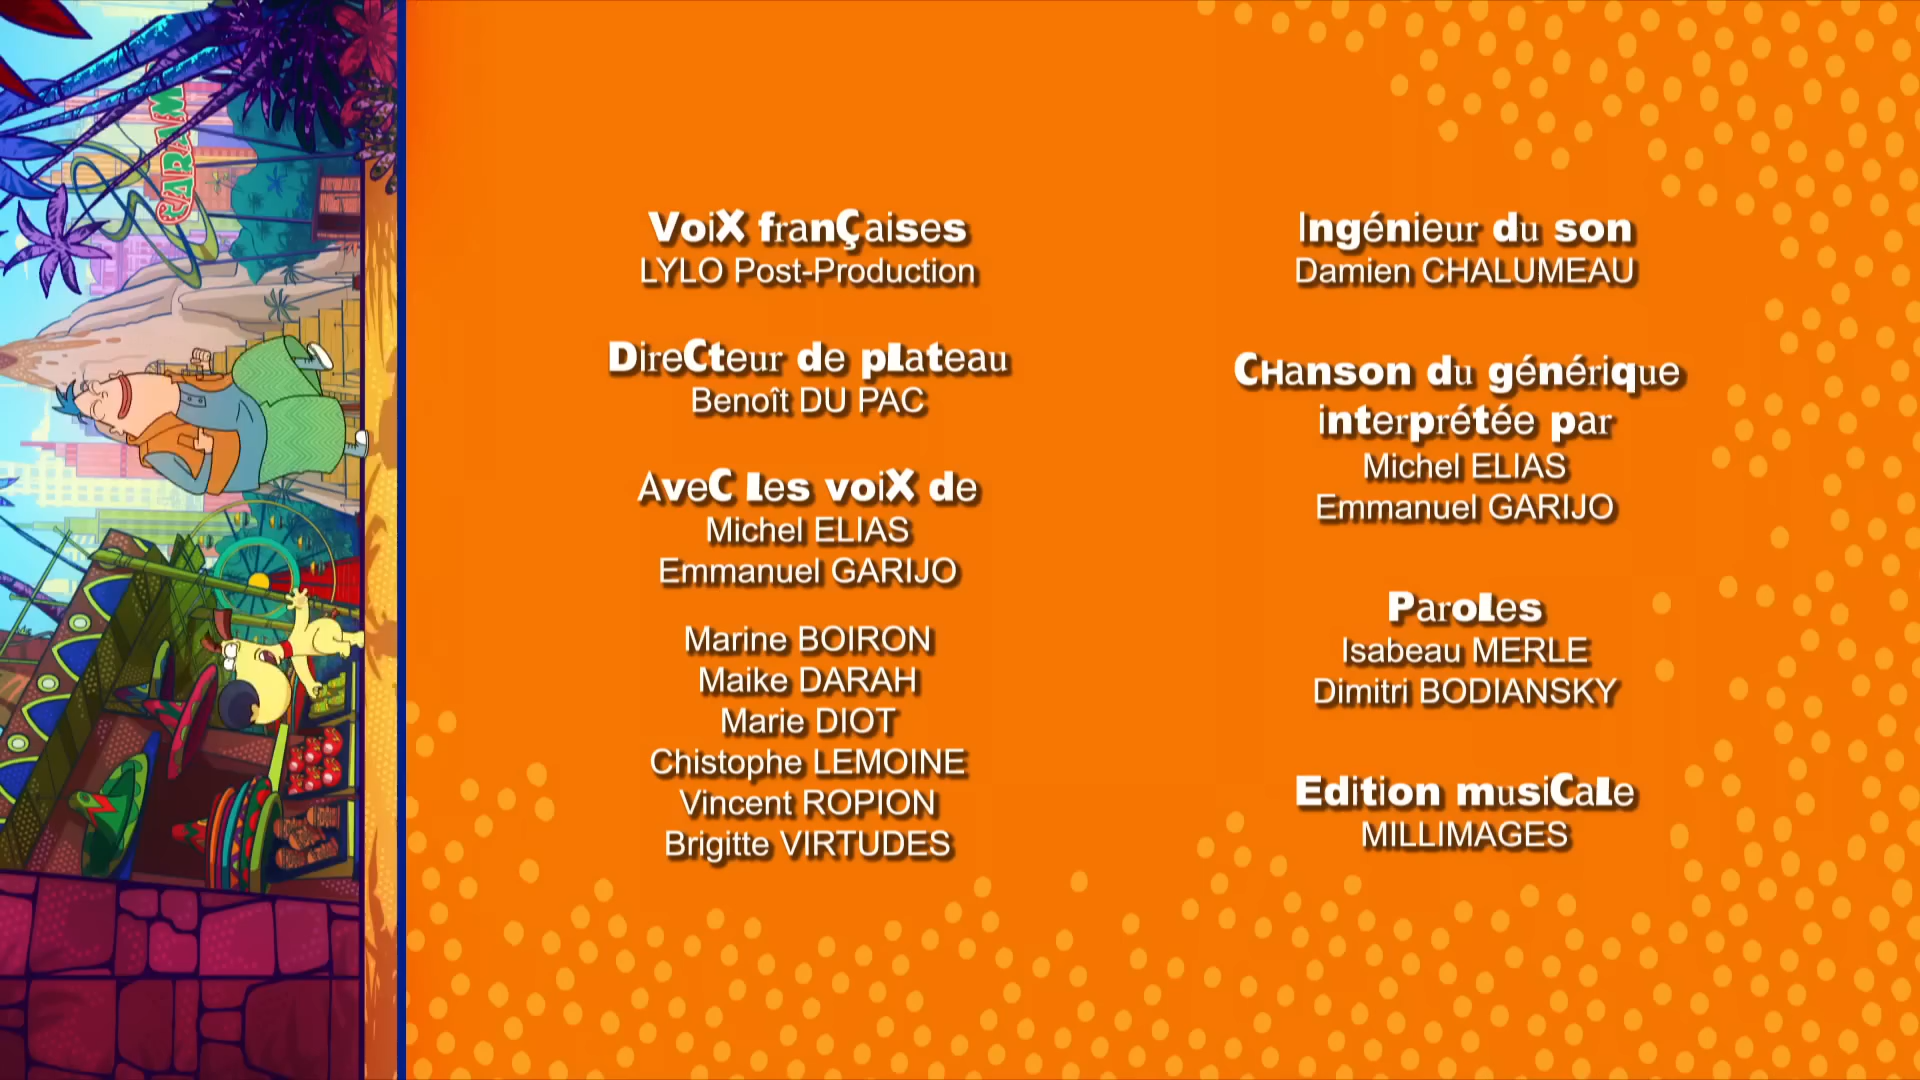 VoiX franÇaises
LYLO Post-Production
DireCteur de pLateau
Benoît DU PAC
AveC Les voiX de
Michel ELIAS
Emmanuel GARIJO
Marine BOIRON
Maike DARAH
Marie DIOT
Chistophe LEMOINE
Vincent ROPION
Brigitte VIRTUDES
Ingénieur du son
Damien CHALUMEAU
CHanson du générique
interprétée par
Michel ELIAS
Emmanuel GARIJO
ParoLes
Isabeau MERLE
Dimitri BODIANSKY
Edition musiCaLe
MILLIMAGES